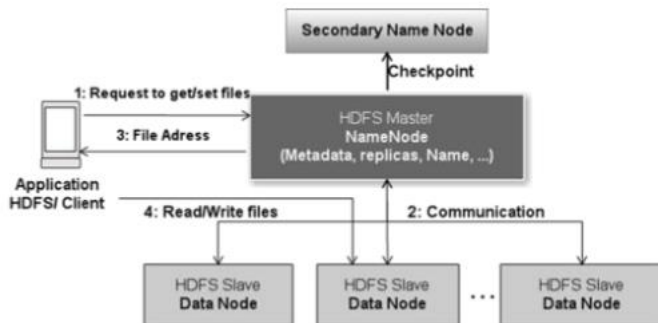 Secondary Name Node
Checkpoint
1: Request to get/set files
HDFS Master
NameNode
(Metadata, replicas, Name, ...)
3: File Adress
Application
HDFS/ Client
4: Read/Write files
2: Communication
HDFS Slave
Data Node
HDFS Slave
Data Node
...
HDFS Slave
Data Node